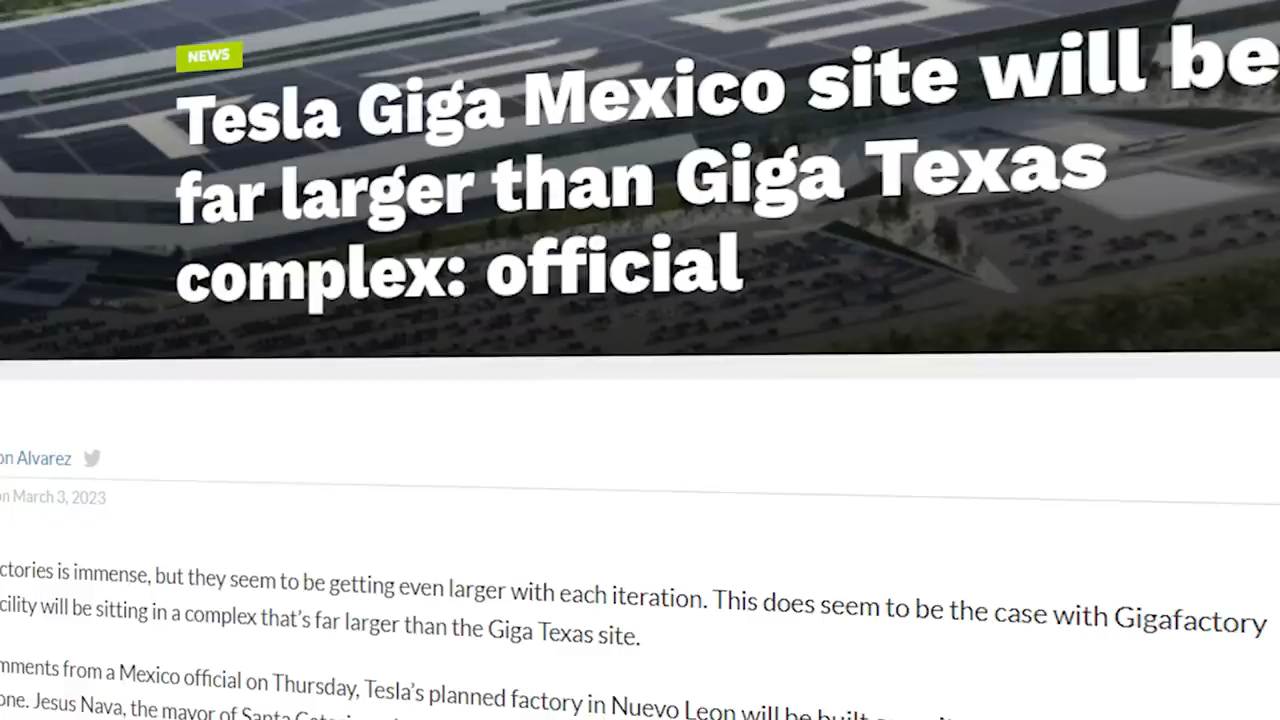 NEWS
Tesla Giga Mexico site will be
far larger than Giga Texas
complex: official
on Alvarez
on March 3, 2023
ctories is immense, but they seem to be getting even larger with each iteration. This does seem to be the case with Gigafactory
cility will be sitting in a complex that's far larger than the Giga Texas site.
mments from a Mexico official on Thursday, Tesla's planned factory in Nuevo Leon will be built
one. Jesus Nava, the mayor of Santa